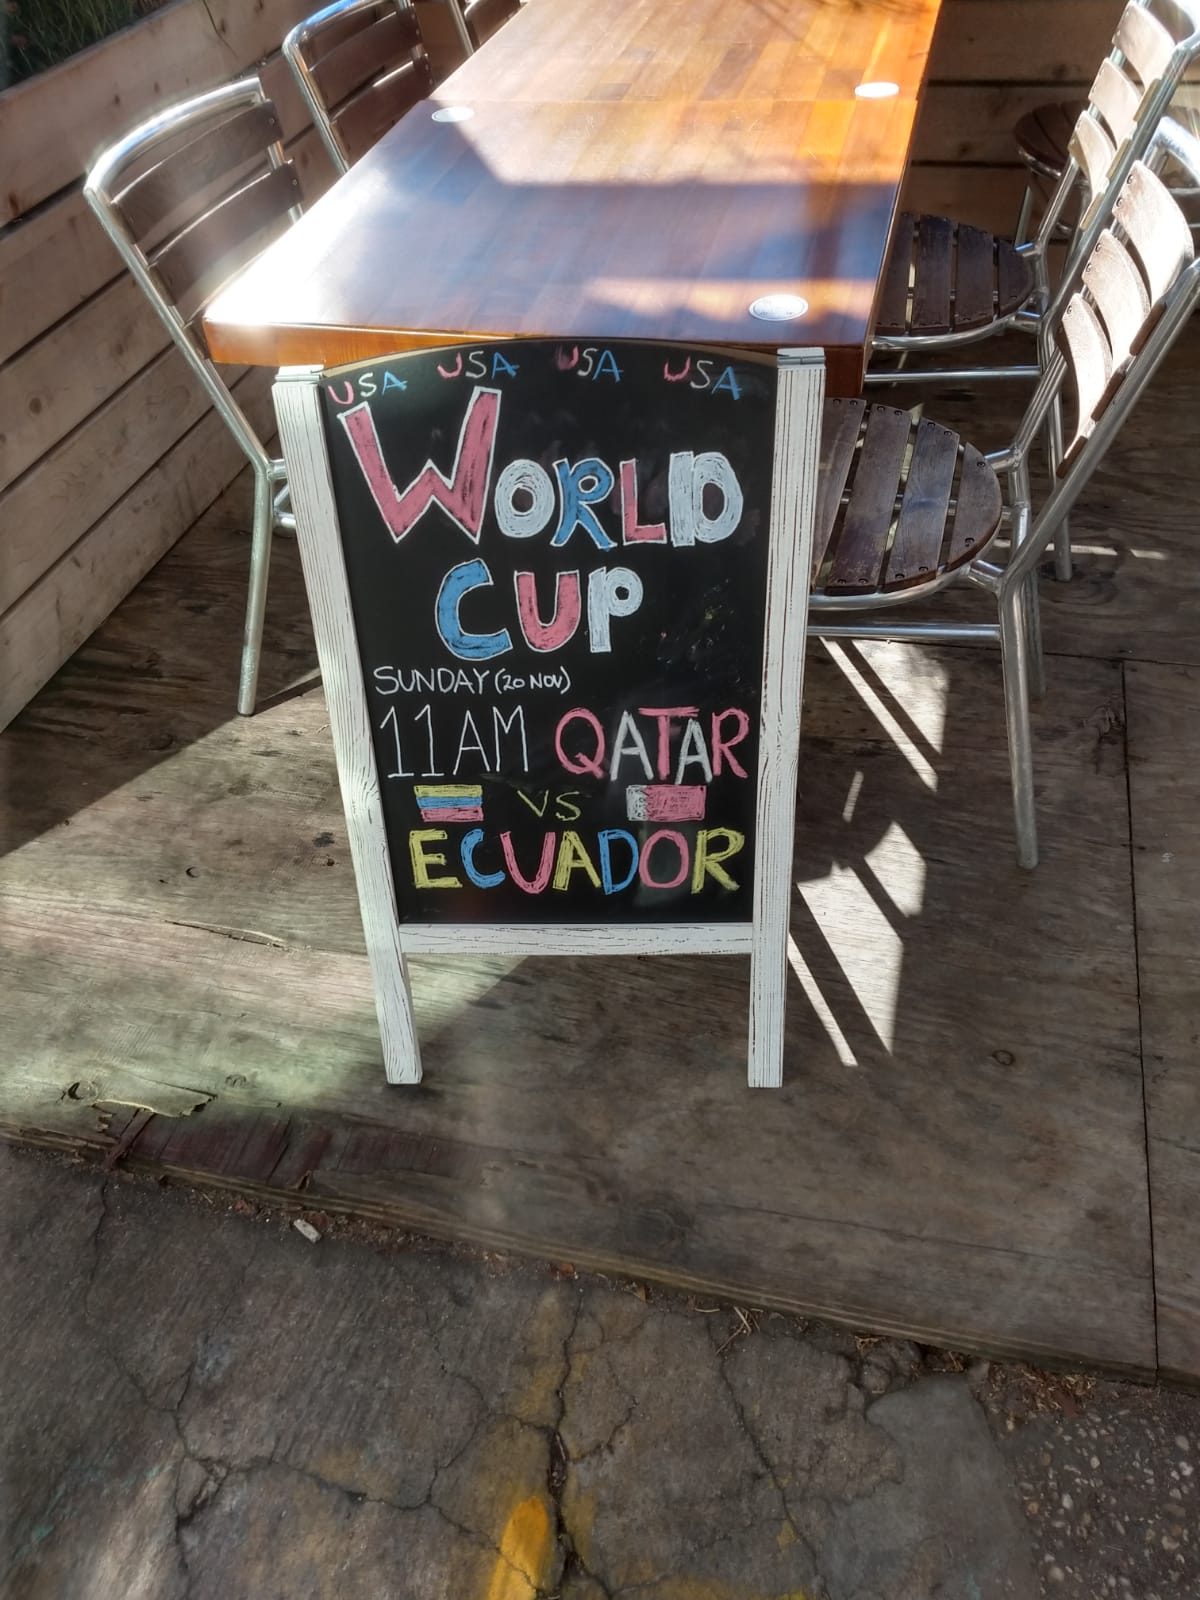 USA USA USA USA
WORLD
CUP
SUNDAY (20 NOV)
11AM QATAR
VS
ECUADOR